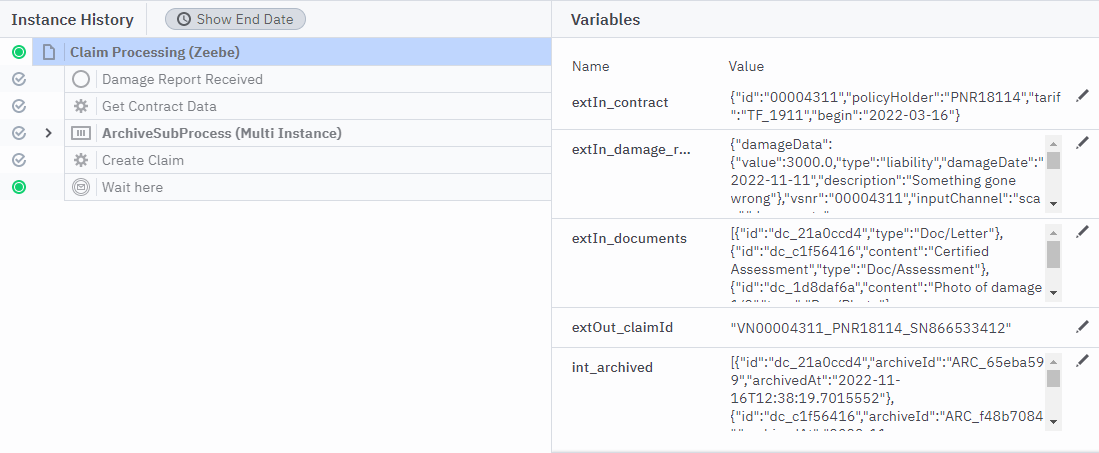 Instance History
Show End Date
Claim Processing (Zeebe)
Damage Report Received
Get Contract Data
ArchiveSubProcess (Multi Instance)
Create Claim
Wait here
Variables
Name Value
extIn_contract
{"id":"00004311","policyHolder":"PNR18114","tarif
":"TF_1911","begin":"2022-03-16"}
extIn_damage_r...
{"damageData":
{"value":3000.0,"type":"liability","damageDate":"
2022-11-11","description":"Something gone
wrong"},"vsnr":"00004311","inputChannel":"sca
extIn_documents
[{"id":"dc_21a0ccd4","type":"Doc/Letter"},
{"id":"dc_c1f56416","content":"Certified
Assessment","type":"Doc/Assessment"},
{"id":"dc_1d8daf6a","content":"Photo of damage
extOut_claimId
"VN00004311_PNR18114_SN866533412"
int_archived
[{"id":"dc_21a0ccd4","archiveId":"ARC_65eba59
9","archivedAt":"2022-11-
16T12:38:19.7015552"},
{"id":"dc_c1f56416","archiveId":"ARC_f48b7084